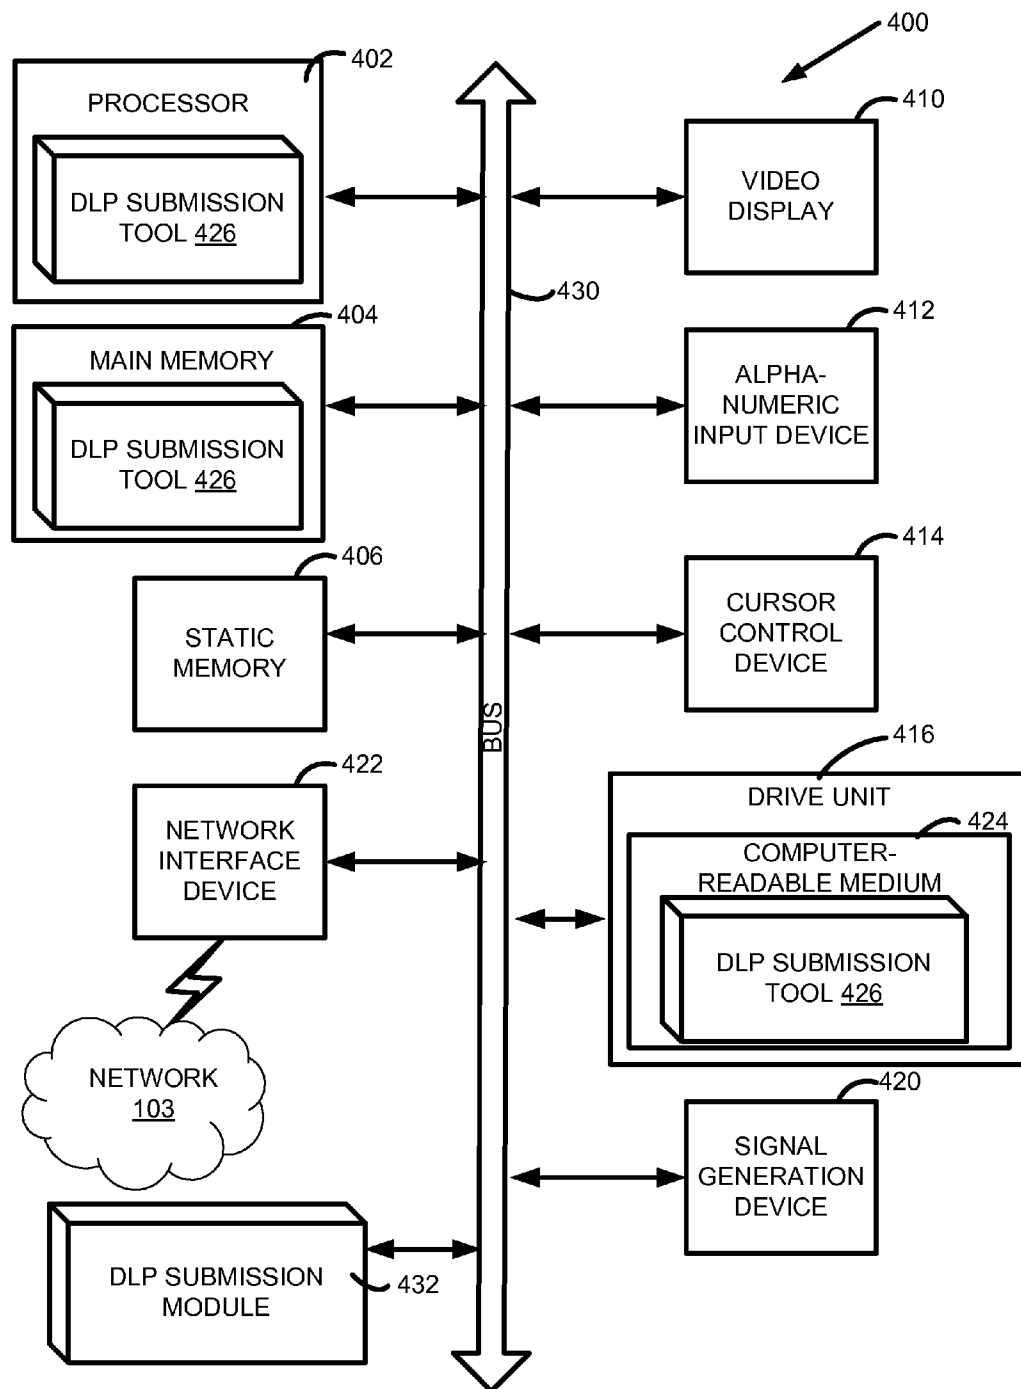 400
402
PROCESSOR
DLP SUBMISSION
TOOL 426
404
MAIN MEMORY
DLP SUBMISSION
TOOL 426
406
STATIC
MEMORY
422
NETWORK
INTERFACE
DEVICE
NETWORK
103
DLP SUBMISSION
MODULE
432
BUS
430
410
VIDEO
DISPLAY
412
ALPHA-
NUMERIC
INPUT DEVICE
414
CURSOR
CONTROL
DEVICE
416
DRIVE UNIT
424
COMPUTER-
READABLE MEDIUM
DLP SUBMISSION
TOOL 426
420
SIGNAL
GENERATION
DEVICE